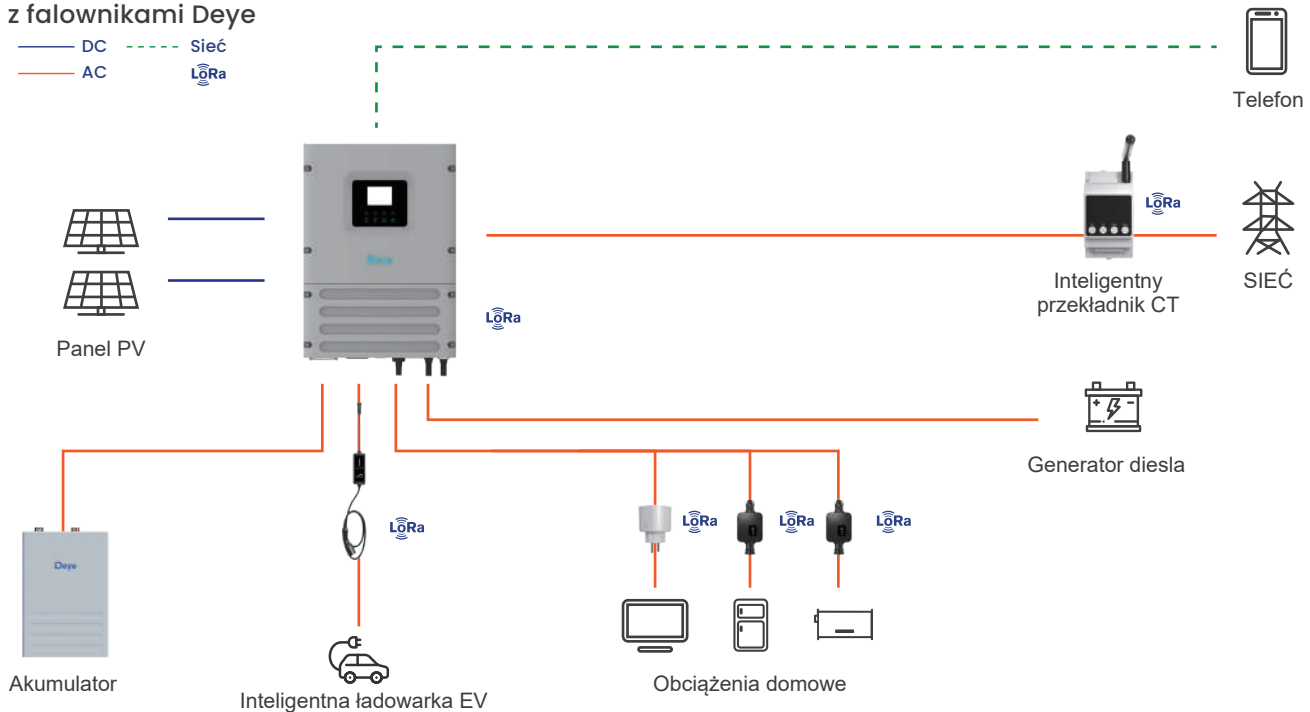 z falownikami Deye
DC
Sieć
AC
LoRa
Telefon
LoRa
Deye
Inteligentny
przekładnik CT
SIEĆ
LoRa
Panel PV
Generator diesla
LoRa
LoRa
LoRa
LoRa
Deye
Akumulator
Inteligentna ładowarka EV
Obciążenia domowe